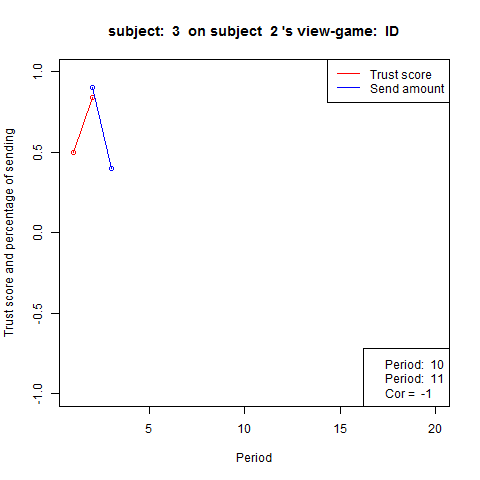 subject: 3 on subject 2 's view-game: ID
Trust score
Send amount
Trust score and percentage of sending
1.0
0.5
0.0
-0.5
-1.0
Period: 10
Period: 11
Cor = -1
5 10 15 20
Period